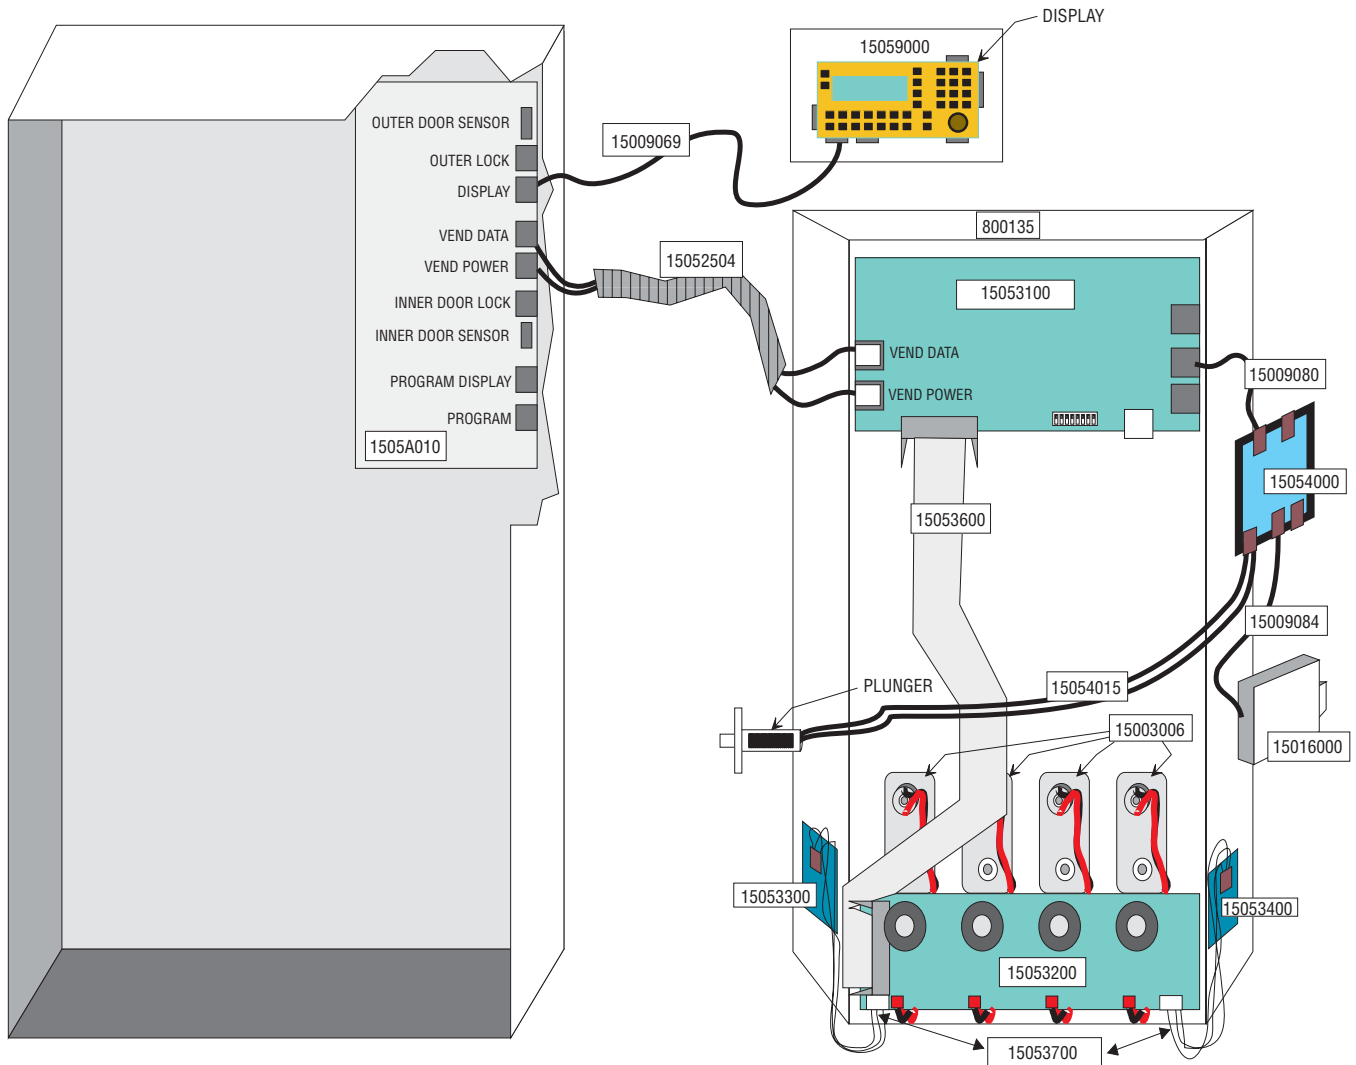 DISPLAY
15059000
OUTER DOOR SENSOR
15009069
OUTER LOCK
DISPLAY
800135
VEND DATA
15052504
VEND POWER
15053100
INNER DOOR LOCK
INNER DOOR SENSOR
VEND DATA
PROGRAM DISPLAY
15009080
VEND POWER
PROGRAM
1505A010
15054000
15053600
15009084
PLUNGER
15054015
15003006
15016000
15053300
15053400
15053200
15053700